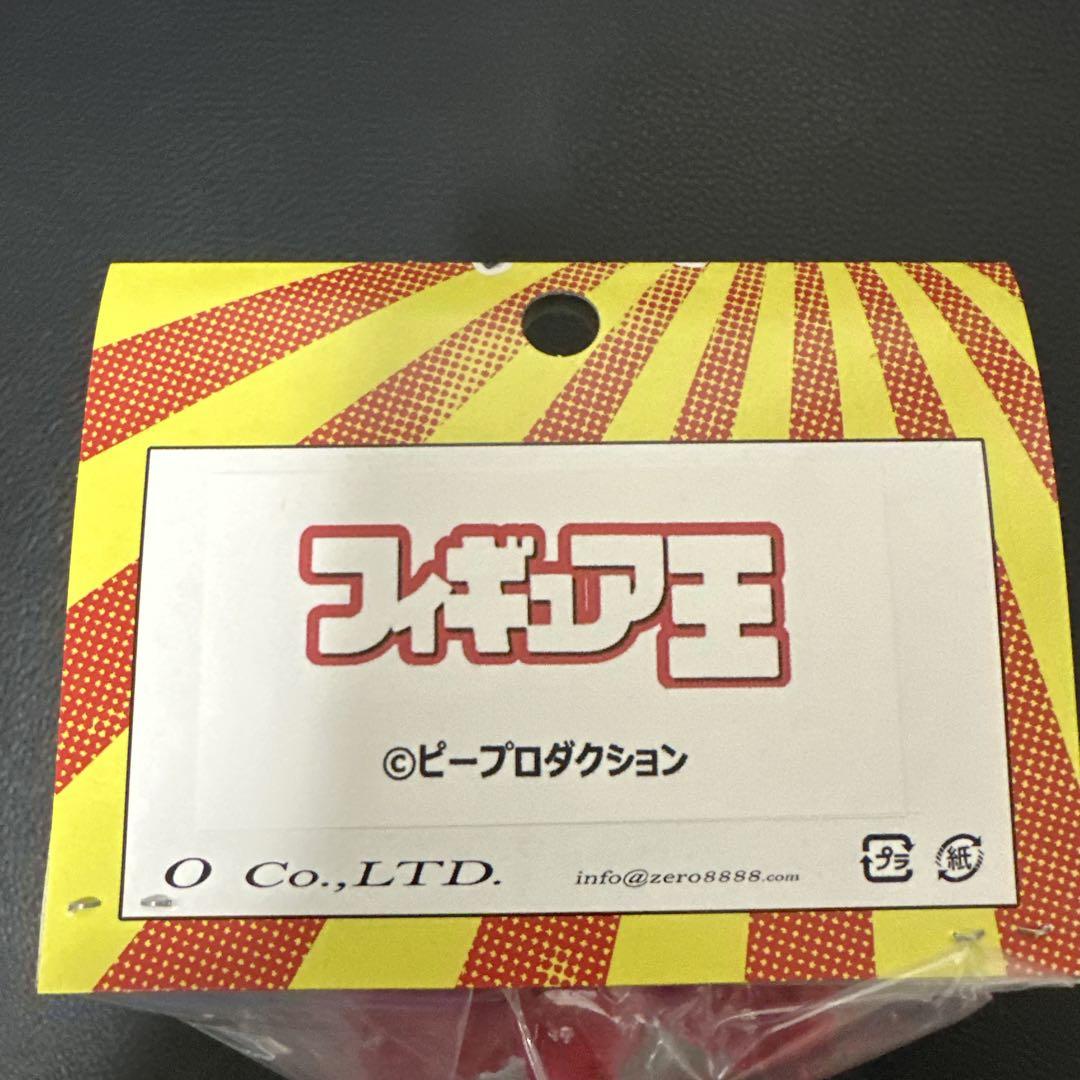 フィギュア王
©ピープロダクション
O Co.,LTD.
info@zero8888.com
プラ
紙